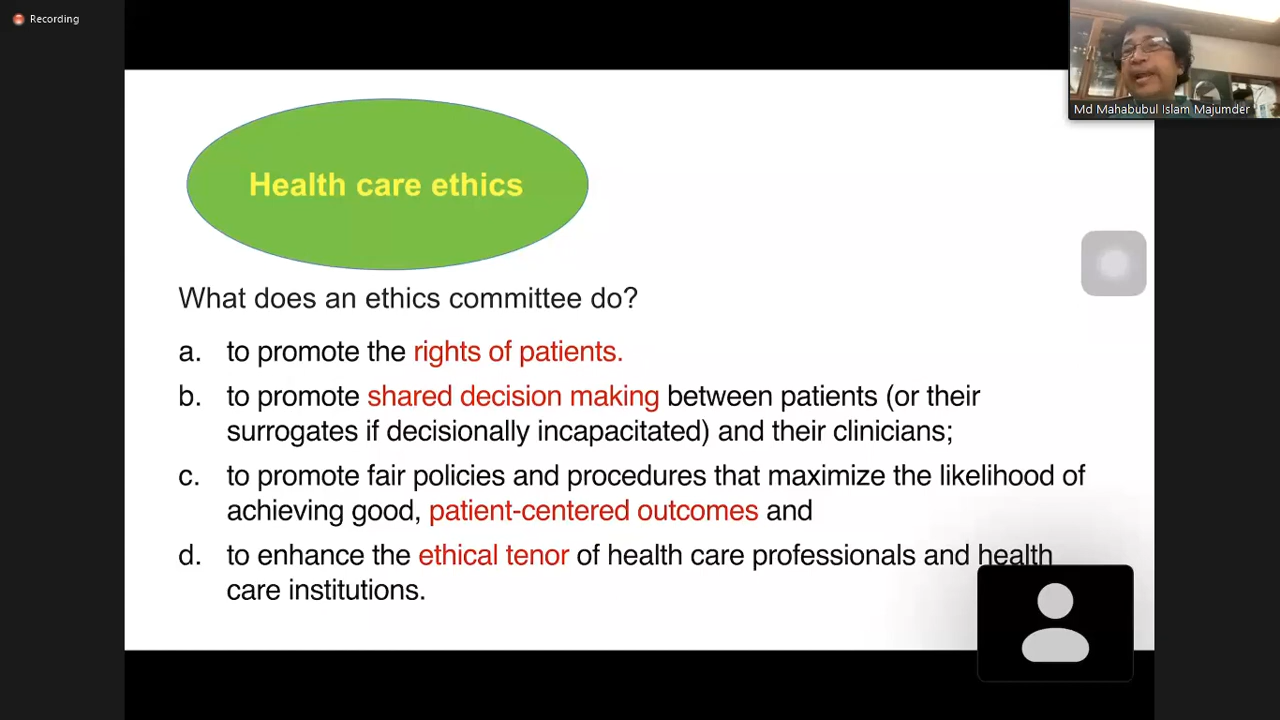 Recording
Md Mahabubul Islam Majumder
Health care ethics
What does an ethics committee do?
a. to promote the rights of patients.
b. to promote shared decision making between patients (or their
surrogates if decisionally incapacitated) and their clinicians;
c. to promote fair policies and procedures that maximize the likelihood of
achieving good, patient-centered outcomes and
d. to enhance the ethical tenor of health care professionals and health
care institutions.